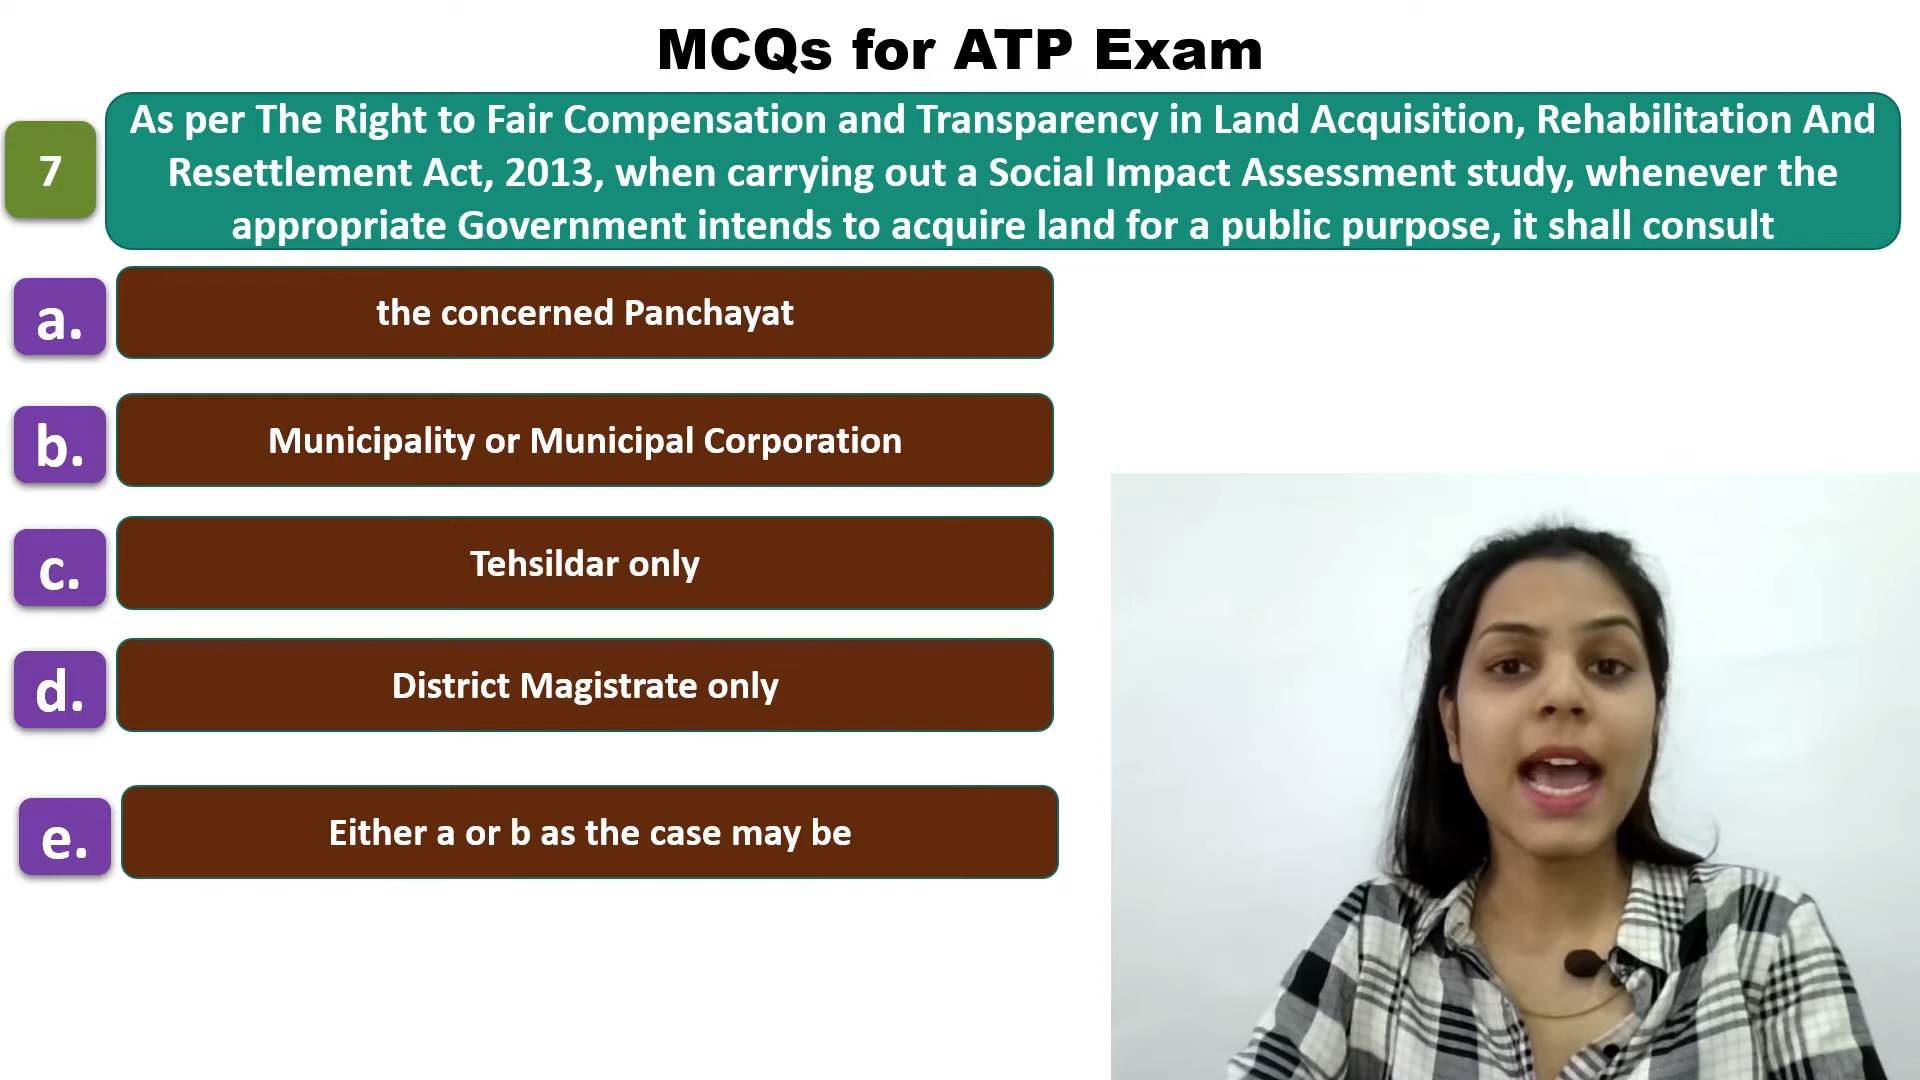 MCQs for ATP Exam
7
As per The Right to Fair Compensation and Transparency in Land Acquisition, Rehabilitation And
Resettlement Act, 2013, when carrying out a Social Impact Assessment study, whenever the
appropriate Government intends to acquire land for a public purpose, it shall consult
a.
the concerned Panchayat
b.
Municipality or Municipal Corporation
c.
Tehsildar only
d.
District Magistrate only
e.
Either a or b as the case may be